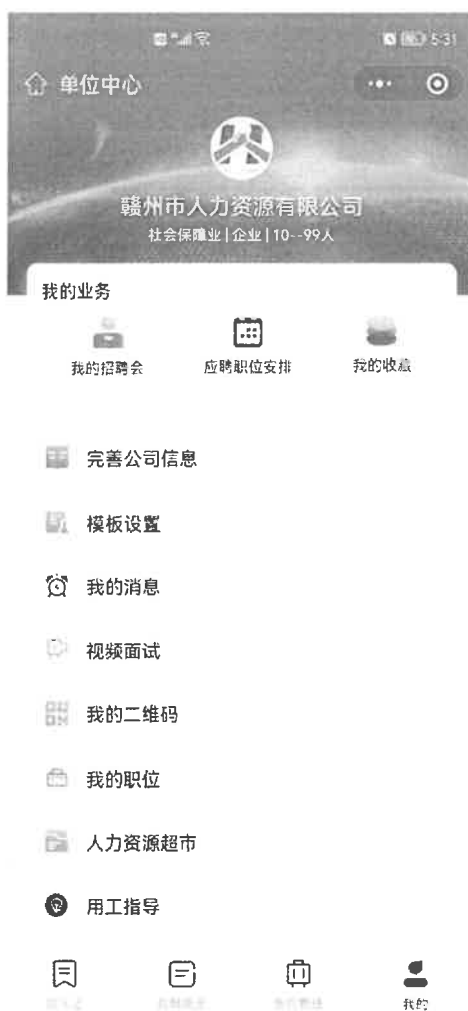 5:31
单位中心
赣州市人力资源有限公司
社会保障业|企业|10--99人
我的业务
我的招聘会
应聘职位安排
我的收藏
完善公司信息
模板设置
我的消息
视频面试
我的二维码
我的职位
人力资源超市
用工指导
我的